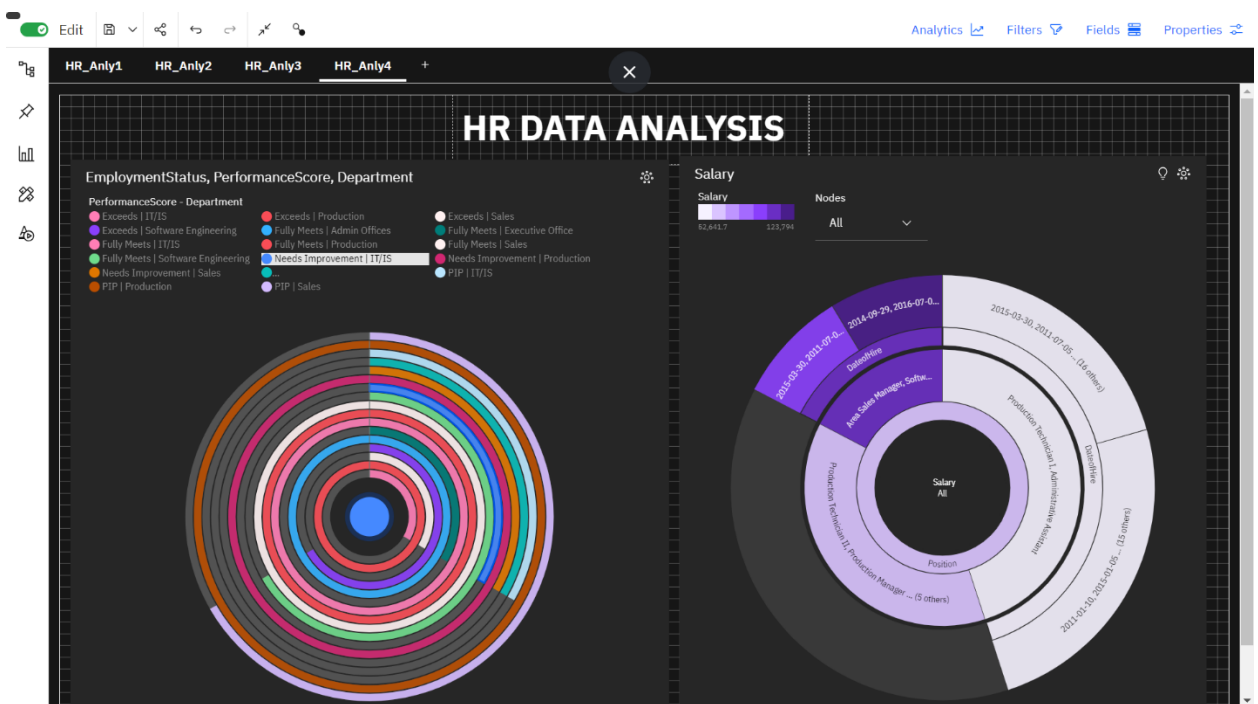 Edit
Analytics
Filters
Fields
Properties
HR_Anly1
HR_Anly2
HR_Anly3
HR_Anly4
+
HR DATA ANALYSIS
EmploymentStatus, PerformanceScore, Department
PerformanceScore - Department
Exceeds | IT/IS
Exceeds | Production
Exceeds | Sales
Exceeds | Software Engineering
Fully Meets | Admin Offices
Fully Meets | Executive Office
Fully Meets | IT/IS
Fully Meets | Production
Fully Meets | Sales
Fully Meets | Software Engineering
Needs Improvement | IT/IS
Needs Improvement | Production
Needs Improvement | Sales
...
PIP | IT/IS
PIP | Production
PIP | Sales
Salary
Salary
52,641.7
123,794
Nodes
All
2015-03-30, 2011-07-0...
2014-09-29, 2016-07-0...
2015-03-30, 2011-07-05 ... (16 others)
DateofHire
Area Sales Manager, Softw...
Production Technician I, Administrative Assistant
DateofHire
Salary
All
Production Technician II, Production Manager ... (5 others)
Position
2011-01-10, 2015-01-05 ... (15 others)